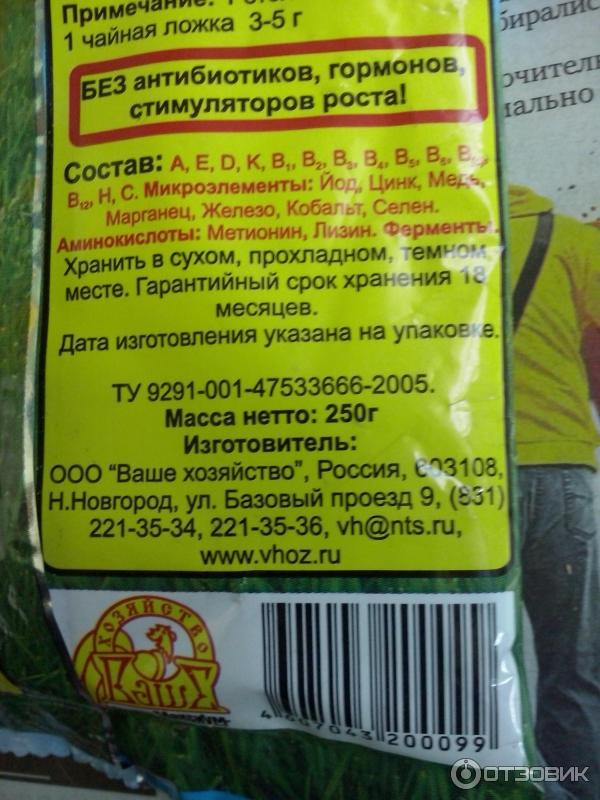 Примечание: 1
1 чайная ложка 3-5 г
БЕЗ антибиотиков, гормонов,
стимуляторов роста!
Состав: A, E, D, K, B₁, B₂, B₃, B₄, B₅, B₆,
B₁₂, H, C. Микроэлементы: Йод, Цинк, Медь,
Марганец, Железо, Кобальт, Селен.
Аминокислоты: Метионин, Лизин. Ферменты.
Хранить в сухом, прохладном, темном
месте. Гарантийный срок хранения 18
месяцев.
Дата изготовления указана на упаковке.
ТУ 9291-001-47533666-2005.
Масса нетто: 250г
Изготовитель:
ООО "Ваше хозяйство", Россия, 603108,
Н.Новгород, ул. Базовый проезд 9, (831)
221-35-34, 221-35-36, vh@nts.ru,
www.vhoz.ru
ХОЗЯЙСТВО
Ваше
200099
ОТЗОВИК